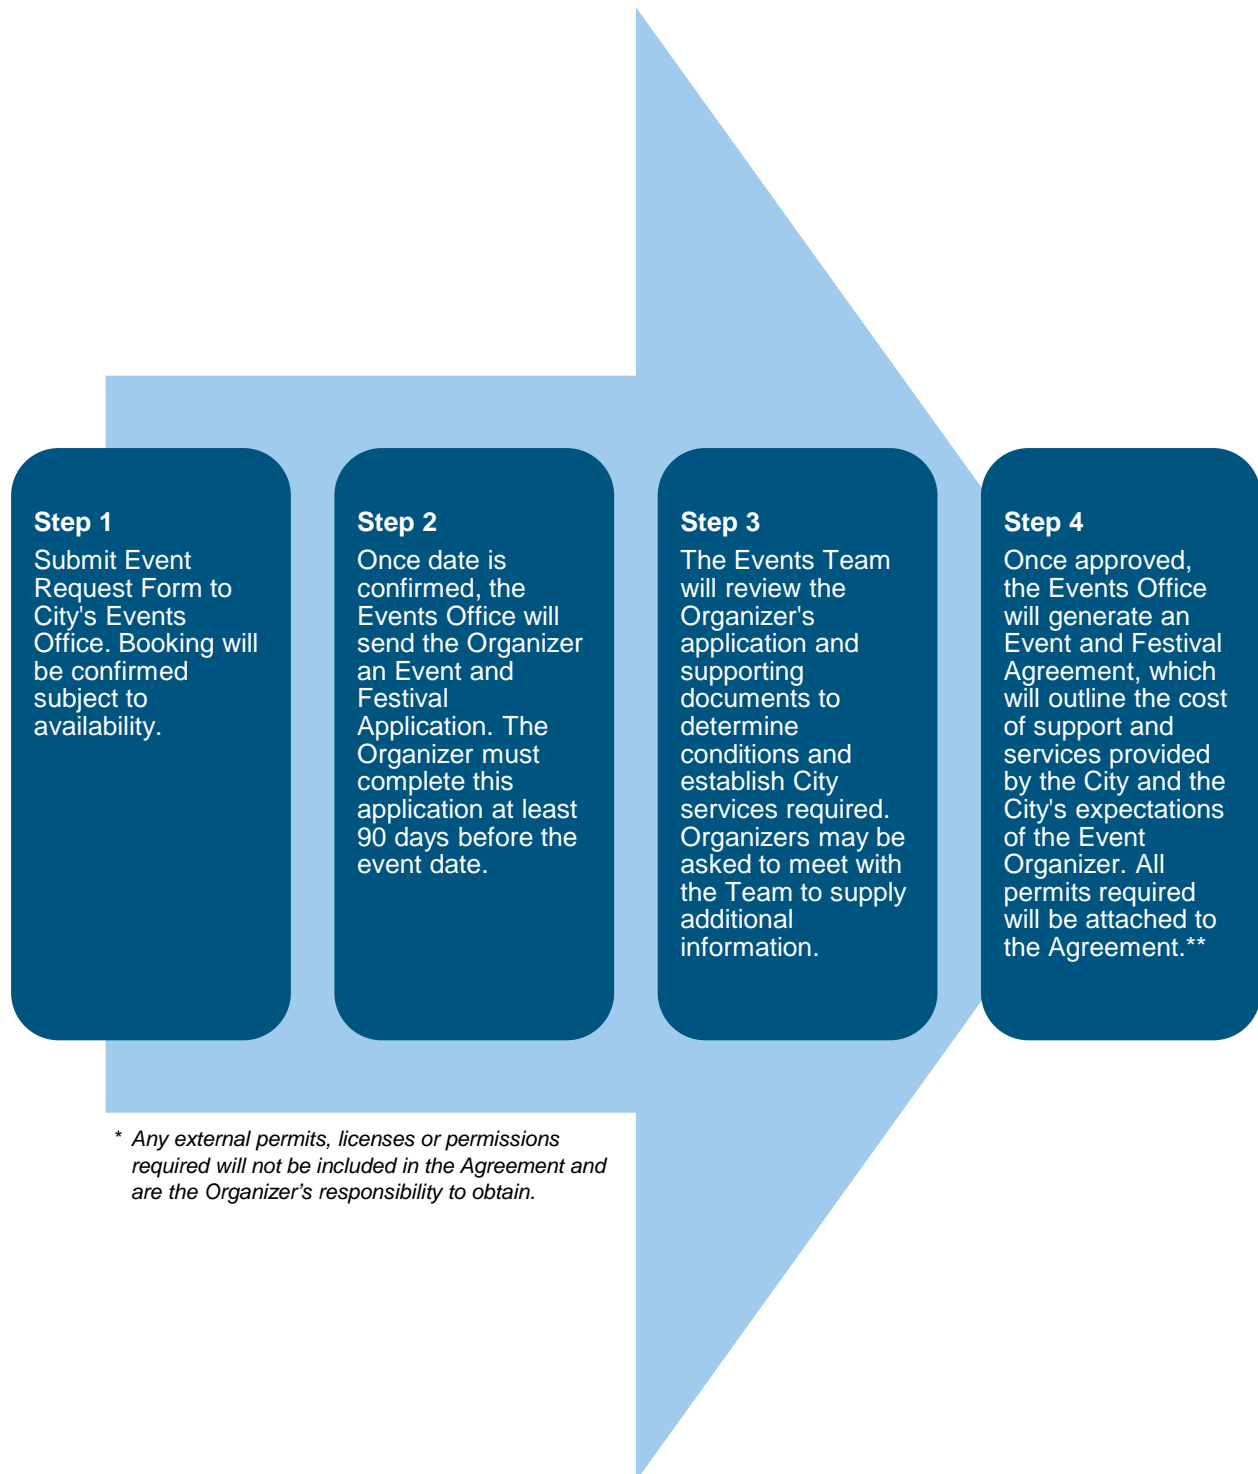 Step 1
Submit Event
Request Form to
City's Events
Office. Booking will
be confirmed
subject to
availability.
Step 2
Once date is
confirmed, the
Events Office will
send the Organizer
an Event and
Festival
Application. The
Organizer must
complete this
application at least
90 days before the
event date.
Step 3
The Events Team
will review the
Organizer's
application and
supporting
documents to
determine
conditions and
establish City
services required.
Organizers may be
asked to meet with
the Team to supply
additional
information.
Step 4
Once approved,
the Events Office
will generate an
Event and Festival
Agreement, which
will outline the cost
of support and
services provided
by the City and the
City's expectations
of the Event
Organizer. All
permits required
will be attached to
the Agreement.**
* Any external permits, licenses or permissions
required will not be included in the Agreement and
are the Organizer’s responsibility to obtain.